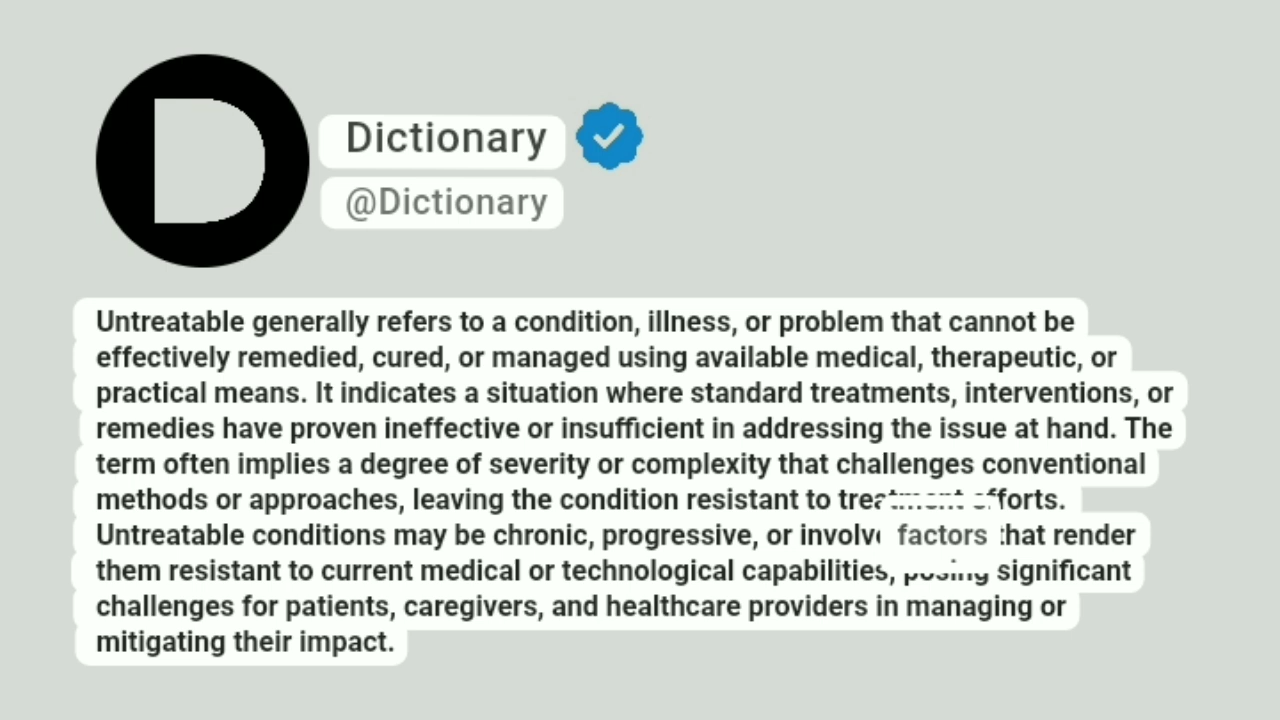 D
Dictionary
@Dictionary
Untreatable generally refers to a condition, illness, or problem that cannot be
effectively remedied, cured, or managed using available medical, therapeutic, or
practical means. It indicates a situation where standard treatments, interventions, or
remedies have proven ineffective or insufficient in addressing the issue at hand. The
term often implies a degree of severity or complexity that challenges conventional
methods or approaches, leaving the condition resistant to treatment efforts.
Untreatable conditions may be chronic, progressive, or involve factors that render
them resistant to current medical or technological capabilities, posing significant
challenges for patients, caregivers, and healthcare providers in managing or
mitigating their impact.